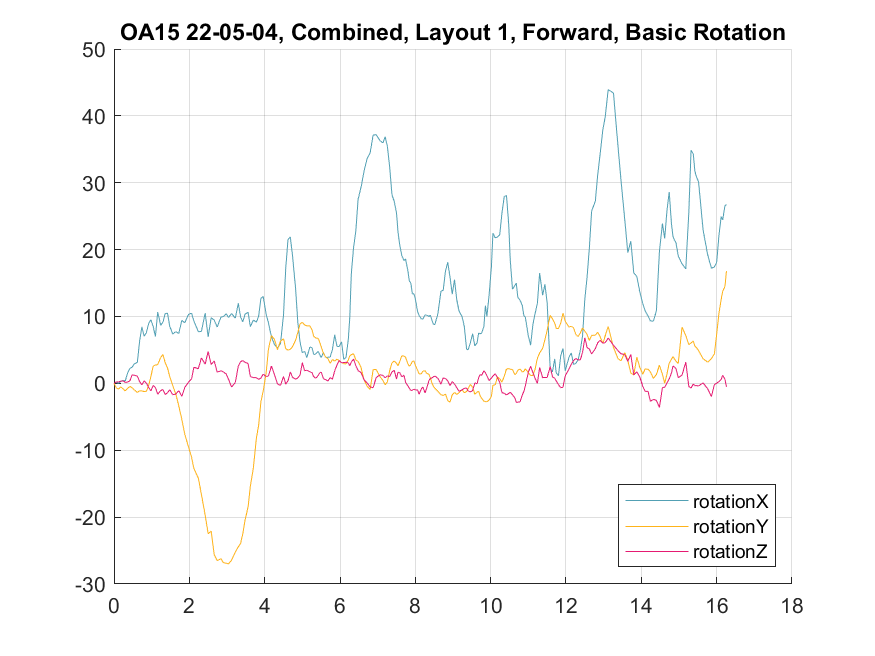 OA15 22-05-04, Combined, Layout 1, Forward, Basic Rotation
50
40
30
20
10
0
-10
-20
-30
rotationX
rotationY
rotationZ
0 2 4 6 8 10 12 14 16 18